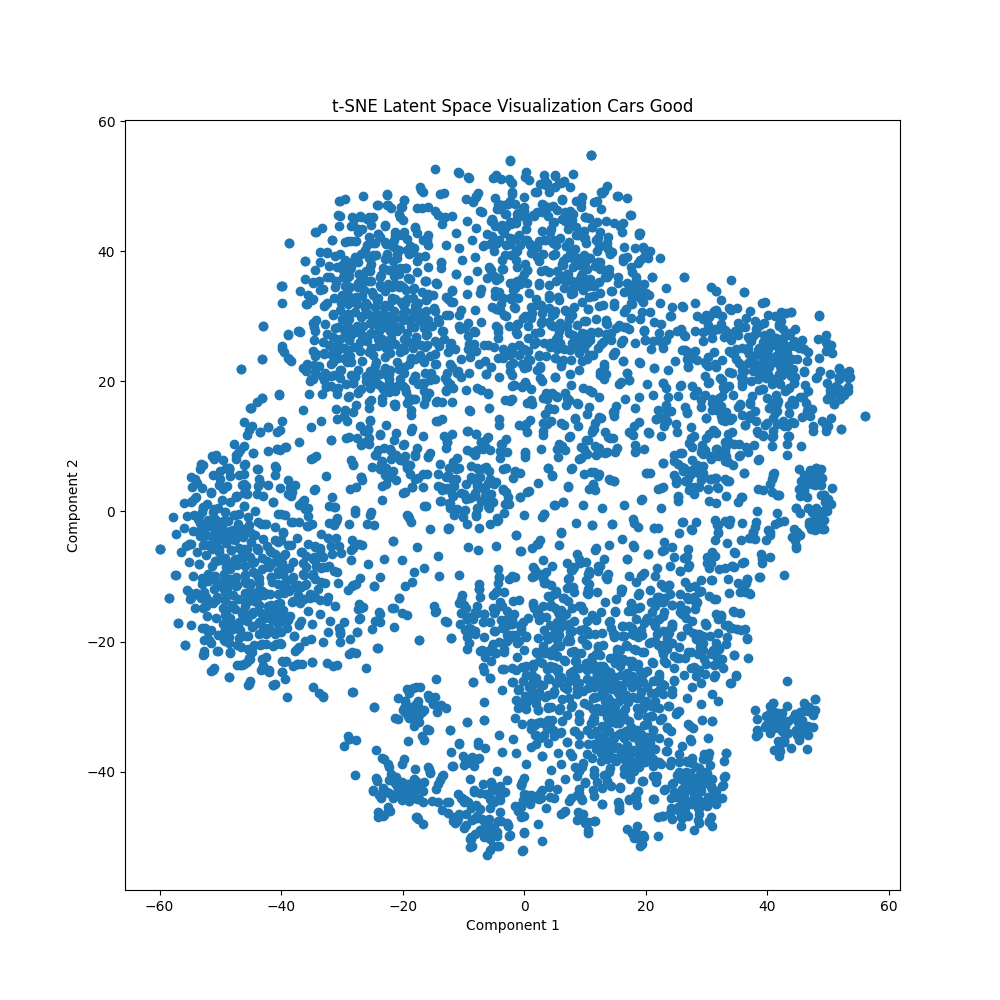 t-SNE Latent Space Visualization Cars Good
60
40
20
0
−20
−40
−60 −40 −20 0 20 40 60
Component 1
Component 2